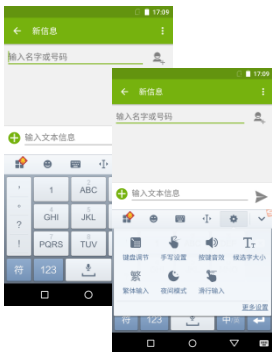 17:09
新信息
输入名字或号码
输入文本信息
1
ABC
GHI
JKL
PQRS
TUV
符
123
17:09
新信息
输入名字或号码
输入文本信息
键盘调节 手写设置 按键音效 候选字大小
繁
繁体输入 夜间模式 滑行输入
更多设置
符 123 中